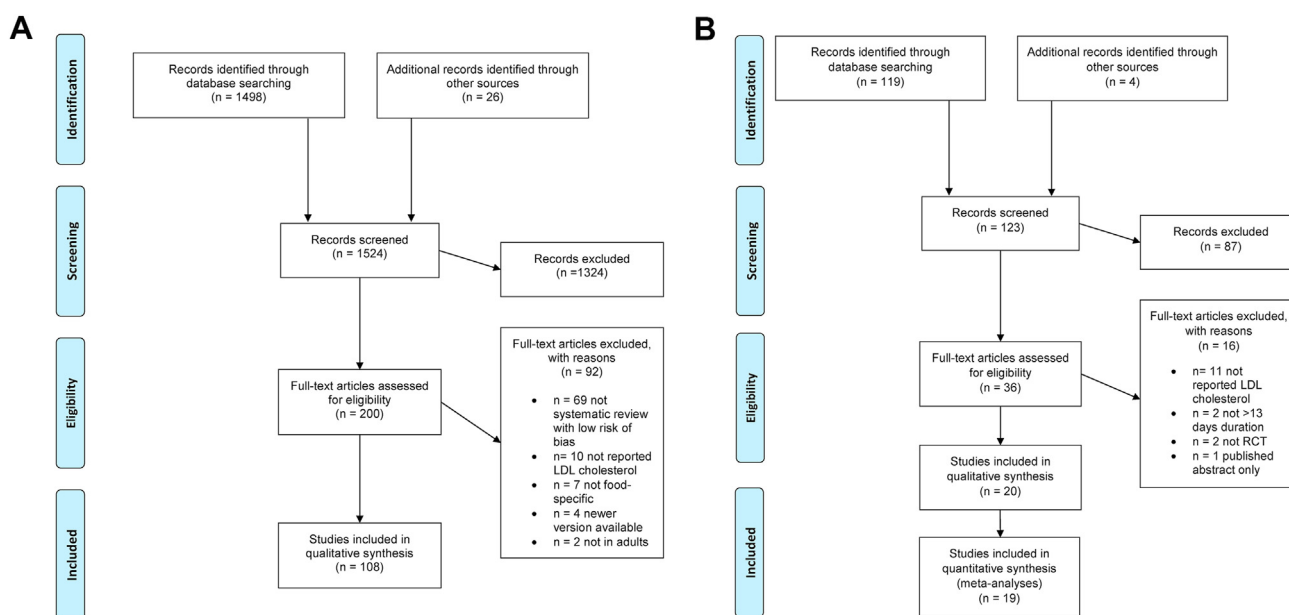 A
Identification
Records identified through
database searching
(n = 1498)
Additional records identified through
other sources
(n = 26)
Screening
Records screened
(n = 1524)
Records excluded
(n =1324)
Eligibility
Full-text articles assessed
for eligibility
(n = 200)
Full-text articles excluded,
with reasons
(n = 92)
• n = 69 not
systematic review
with low risk of
bias
• n= 10 not reported
LDL cholesterol
• n = 7 not food-
specific
• n = 4 newer
version available
• n = 2 not in adults
Included
Studies included in
qualitative synthesis
(n = 108)
B
Identification
Records identified through
database searching
(n = 119)
Additional records identified through
other sources
(n = 4)
Screening
Records screened
(n = 123)
Records excluded
(n = 87)
Eligibility
Full-text articles assessed
for eligibility
(n = 36)
Full-text articles excluded,
with reasons
(n = 16)
• n= 11 not
reported LDL
cholesterol
• n = 2 not >13
days duration
• n = 2 not RCT
• n = 1 published
abstract only
Studies included in
qualitative synthesis
(n = 20)
Included
Studies included in
quantitative synthesis
(meta-analyses)
(n = 19)